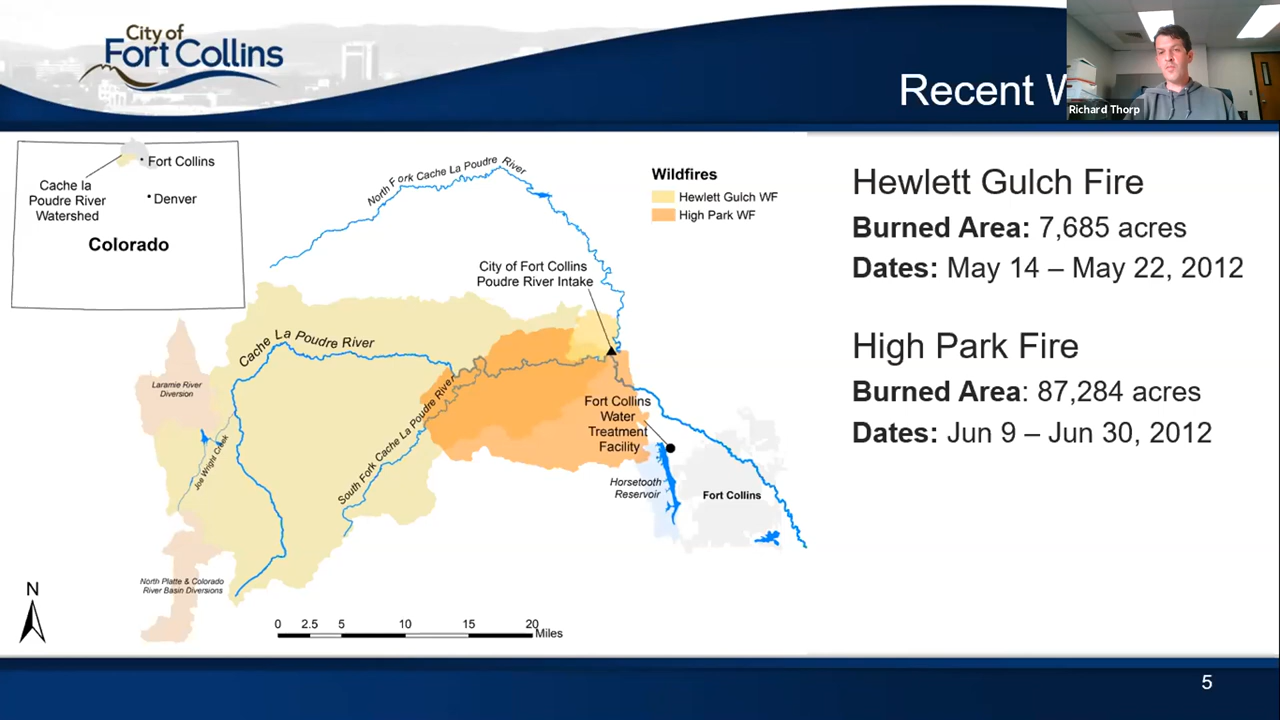 City of
Fort Collins
Recent
Richard Thorp
Fort Collins
Cache la
Poudre River
Watershed
Denver
Colorado
North Fork Cache La Poudre River
Wildfires
Hewlett Gulch WF
High Park WF
City of Fort Collins
Poudre River Intake
Cache La Poudre River
Laramie River
Diversion
Joe Wright Creek
South Fork Cache La Poudre River
Fort Collins
Water
Treatment
Facility
Horsetooth
Reservoir
Fort Collins
North Platte & Colorado
River Basin Diversions
N
0 2.5 5 10 15 20
Miles
Hewlett Gulch Fire
Burned Area: 7,685 acres
Dates: May 14 – May 22, 2012
High Park Fire
Burned Area: 87,284 acres
Dates: Jun 9 – Jun 30, 2012
5